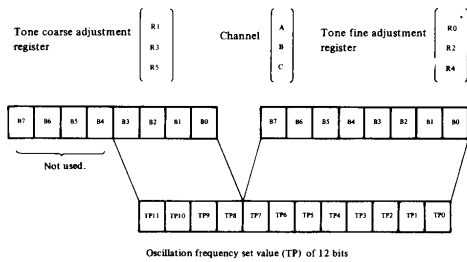 Tone coarse adjustment register
R1
R3
R5
Channel
A
B
C
Tone fine adjustment register
R0
R2
R4
B7 B6 B5 B4 B3 B2 B1 B0
B7 B6 B5 B4 B3 B2 B1 B0
Not used.
TP11 TP10 TP9 TP8 TP7 TP6 TP5 TP4 TP3 TP2 TP1 TP0
Oscillation frequency set value (TP) of 12 bits